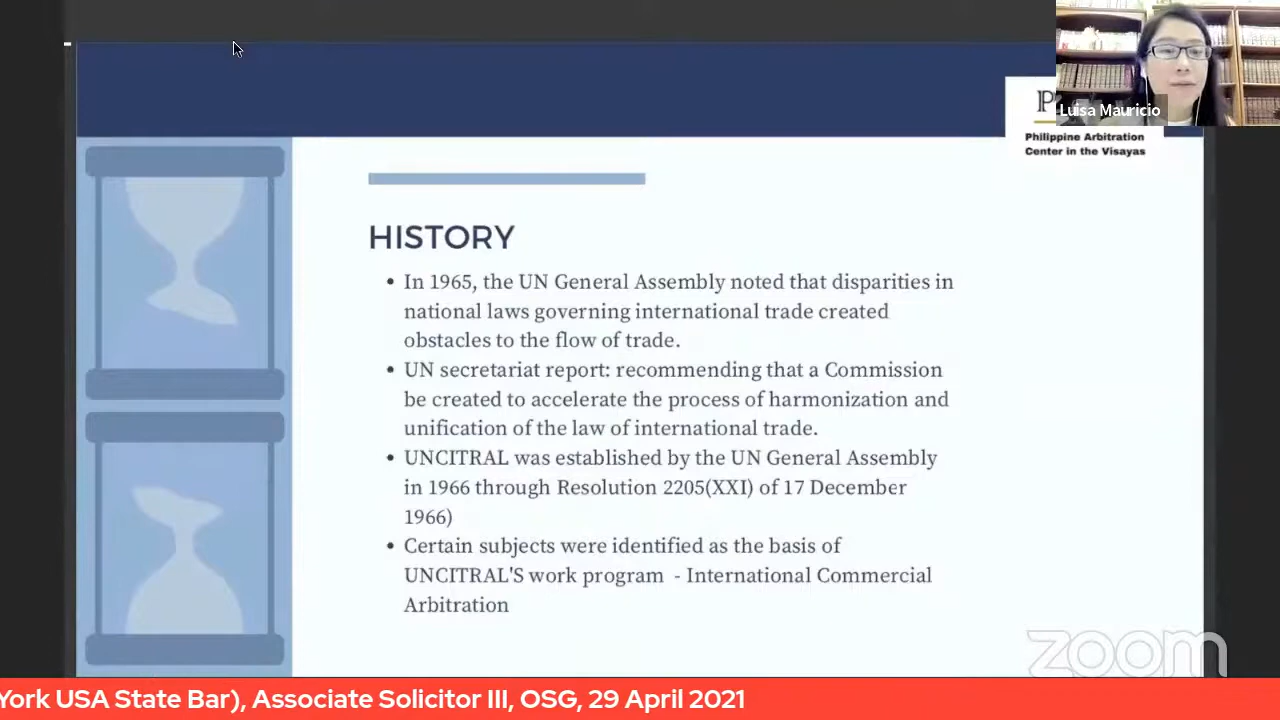 Luisa Mauricio
Philippine Arbitration
Center in the Visayas
HISTORY
• In 1965, the UN General Assembly noted that disparities in
national laws governing international trade created
obstacles to the flow of trade.
• UN secretariat report: recommending that a Commission
be created to accelerate the process of harmonization and
unification of the law of international trade.
• UNCITRAL was established by the UN General Assembly
in 1966 through Resolution 2205(XXI) of 17 December
1966)
• Certain subjects were identified as the basis of
UNCITRAL'S work program - International Commercial
Arbitration
zoom
York USA State Bar), Associate Solicitor III, OSG, 29 April 2021